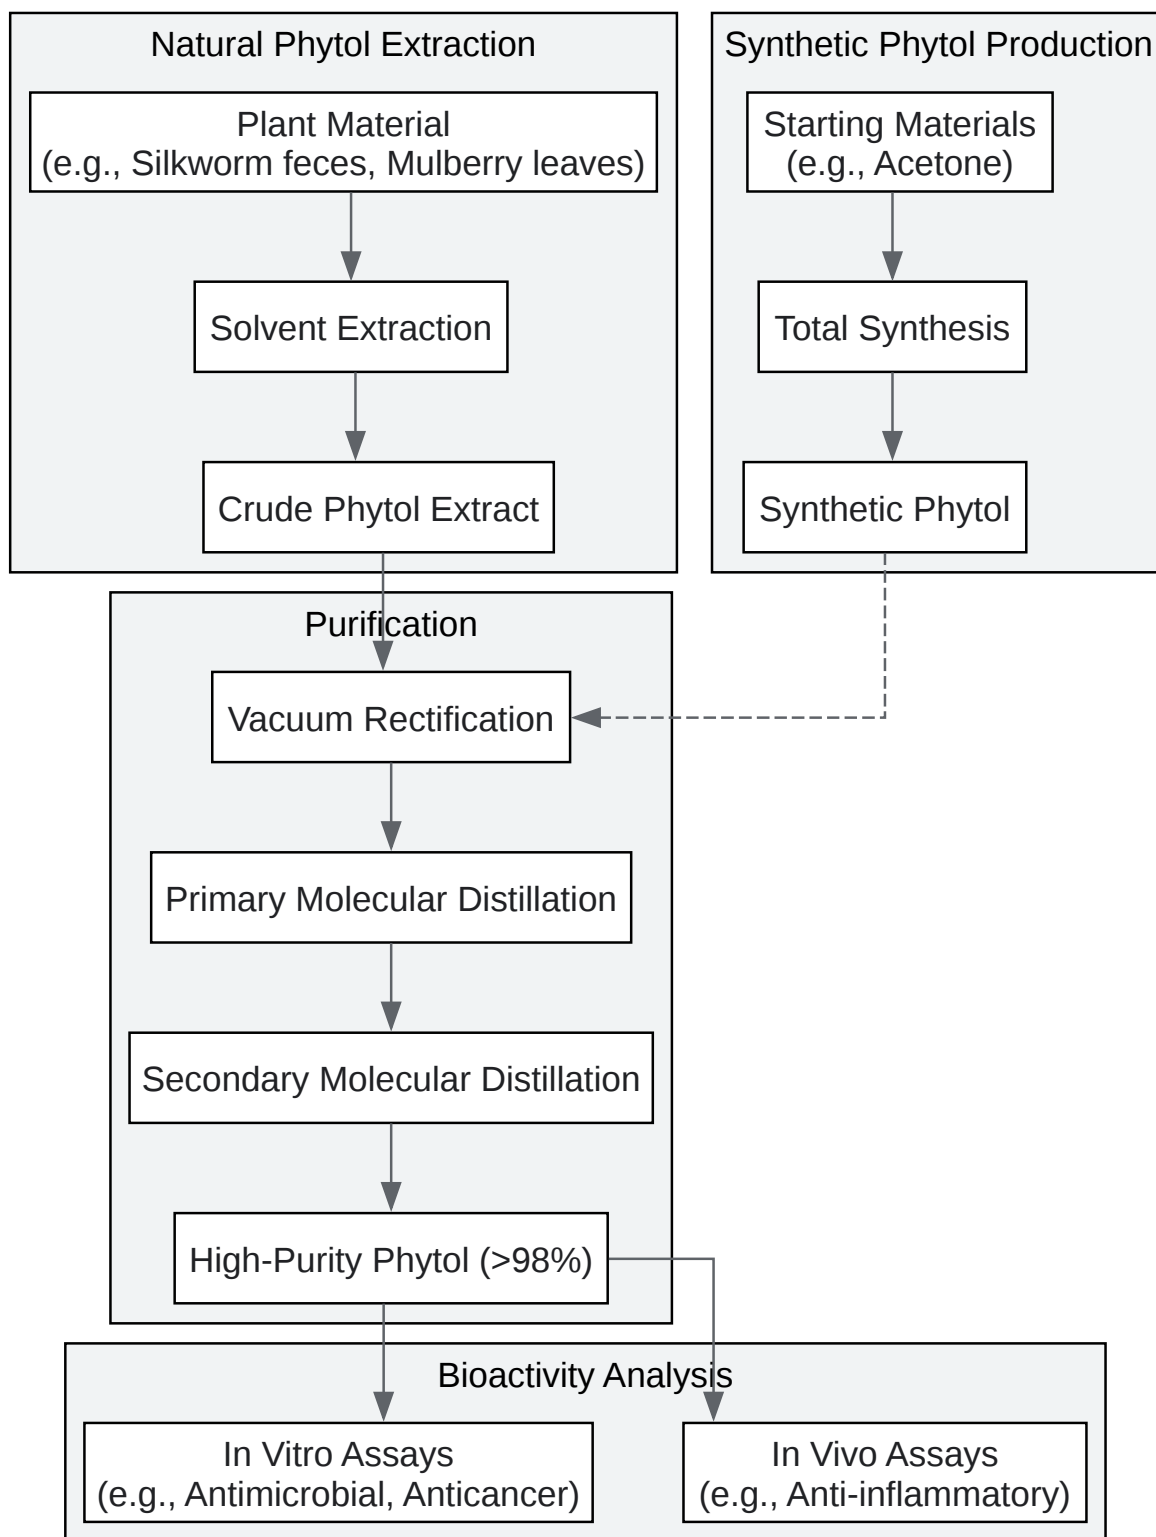 Natural Phytol Extraction
Plant Material
(e.g., Silkworm feces, Mulberry leaves)
Solvent Extraction
Crude Phytol Extract
Synthetic Phytol Production
Starting Materials
(e.g., Acetone)
Total Synthesis
Synthetic Phytol
Purification
Vacuum Rectification
Primary Molecular Distillation
Secondary Molecular Distillation
High-Purity Phytol (>98%)
Bioactivity Analysis
In Vitro Assays
(e.g., Antimicrobial, Anticancer)
In Vivo Assays
(e.g., Anti-inflammatory)